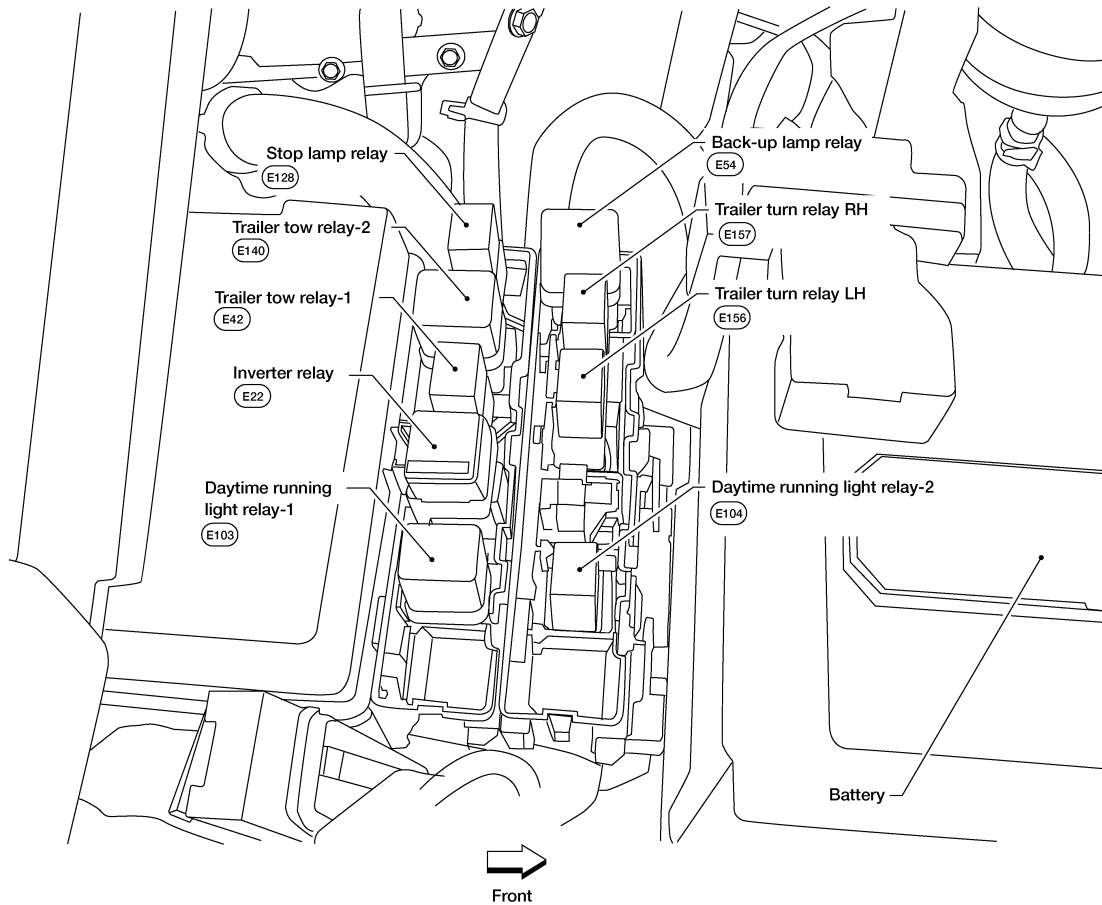 Stop lamp relay
E128
Trailer tow relay-2
E140
Trailer tow relay-1
E42
Inverter relay
E22
Daytime running
light relay-1
E103
Back-up lamp relay
E54
Trailer turn relay RH
E157
Trailer turn relay LH
E156
Daytime running light relay-2
E104
Battery
Front